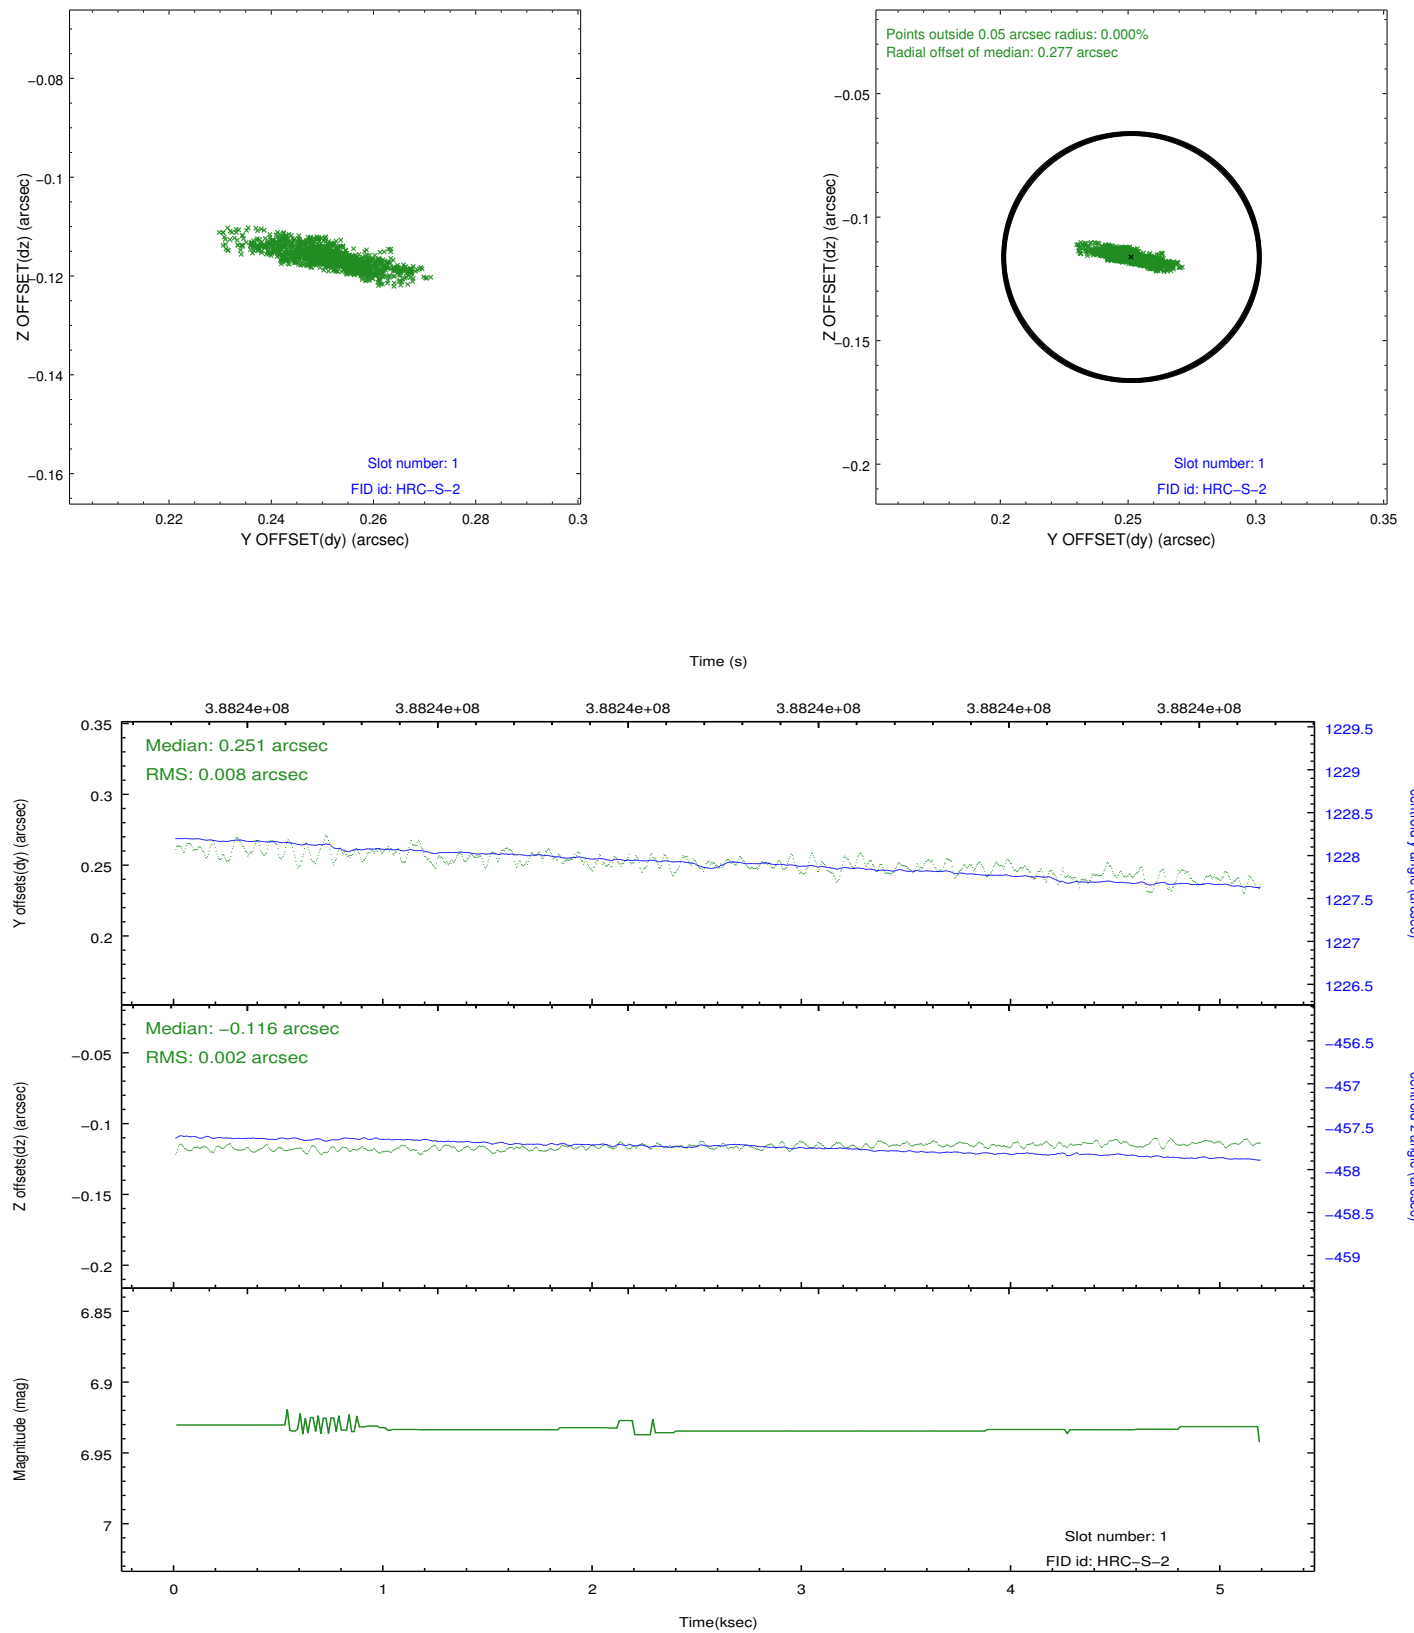 −0.08
−0.1
−0.12
−0.14
−0.16
Z OFFSET(dz) (arcsec)
Slot number: 1
FID id: HRC−S−2
0.22 0.24 0.26 0.28 0.3
Y OFFSET(dy) (arcsec)
Points outside 0.05 arcsec radius: 0.000%
Radial offset of median: 0.277 arcsec
−0.05
−0.1
−0.15
−0.2
Z OFFSET(dz) (arcsec)
Slot number: 1
FID id: HRC−S−2
0.2 0.25 0.3 0.35
Y OFFSET(dy) (arcsec)
Time (s)
3.8824e+08 3.8824e+08 3.8824e+08 3.8824e+08 3.8824e+08 3.8824e+08
Median: 0.251 arcsec
RMS: 0.008 arcsec
0.35
0.3
0.25
0.2
Y offsets(dy) (arcsec)
1229.5
1229
1228.5
1228
1227.5
1227
1226.5
Median: −0.116 arcsec
RMS: 0.002 arcsec
−0.05
−0.1
−0.15
−0.2
Z offsets(dz) (arcsec)
−456.5
−457
−457.5
−458
−458.5
−459
6.85
6.9
6.95
7
Magnitude (mag)
Slot number: 1
FID id: HRC−S−2
0 1 2 3 4 5
Time(ksec)